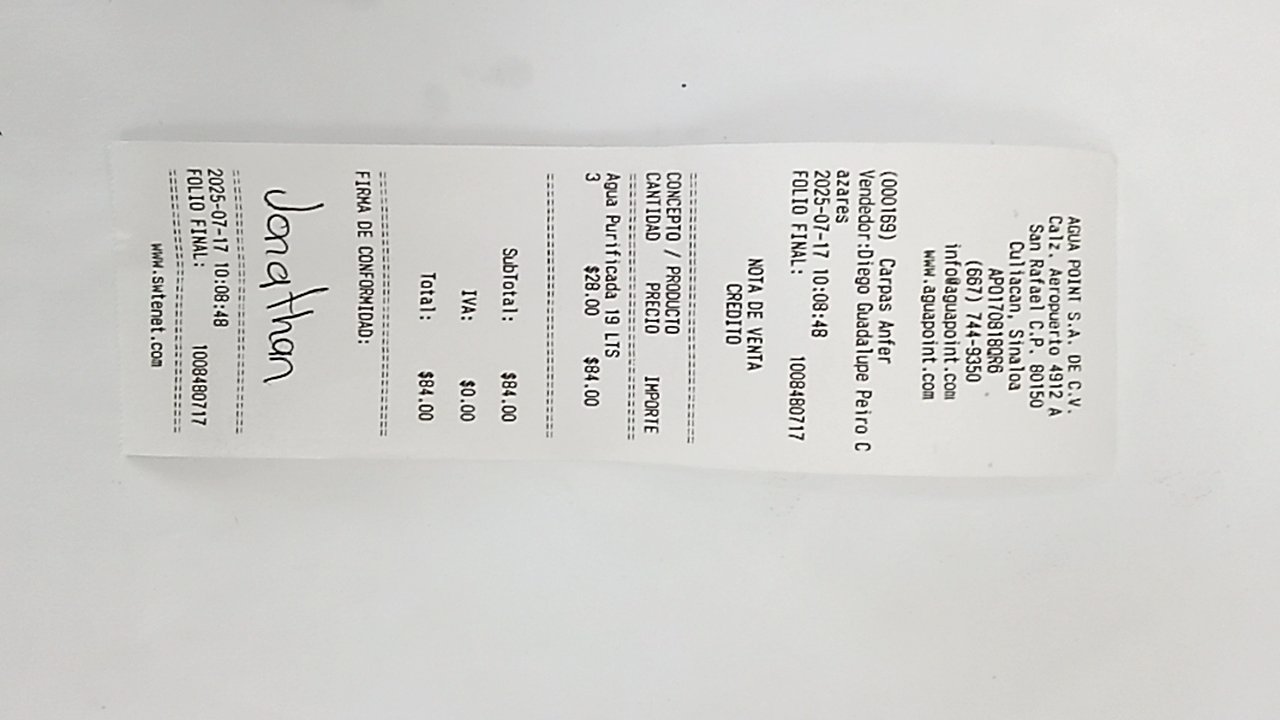 AGUA POINT S.A. DE C.V.
Calz. Aeropuerto 4912 A
San Rafael C.P. 80150
Culiacan, Sinaloa
APO170818QR6
(667) 744-9350
info@aguapoint.com
www.aguapoint.com
(000169) Carpas Anfer
Vendedor:Diego Guadalupe Peiro C
azares
2025-07-17 10:08:48
FOLIO FINAL: 1008480717
NOTA DE VENTA
CREDITO
================================
CONCEPTO / PRODUCTO
CANTIDAD PRECIO IMPORTE
================================
Agua Purificada 19 LTS
3 $28.00 $84.00
================================
SubTotal: $84.00
IVA: $0.00
Total: $84.00
================================
FIRMA DE CONFORMIDAD:
Jonathan
================================
2025-07-17 10:08:48
FOLIO FINAL: 1008480717
================================
www.swtenet.com